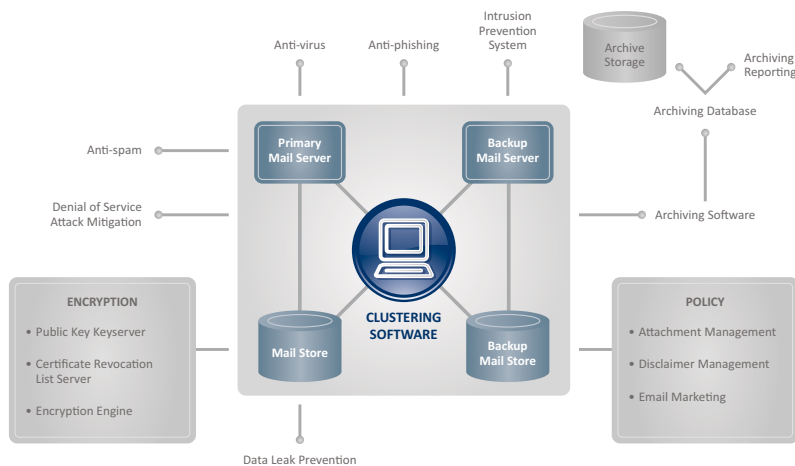 Intrusion
Prevention
System
Anti-virus
Anti-phishing
Archive
Storage
Archiving
Reporting
Archiving Database
Anti-spam
Primary
Mail Server
Backup
Mail Server
Denial of Service
Attack Mitigation
Archiving Software
ENCRYPTION
• Public Key Keyserver
• Certificate Revocation
List Server
• Encryption Engine
CLUSTERING
SOFTWARE
Mail Store
Backup
Mail Store
POLICY
• Attachment Management
• Disclaimer Management
• Email Marketing
Data Leak Prevention